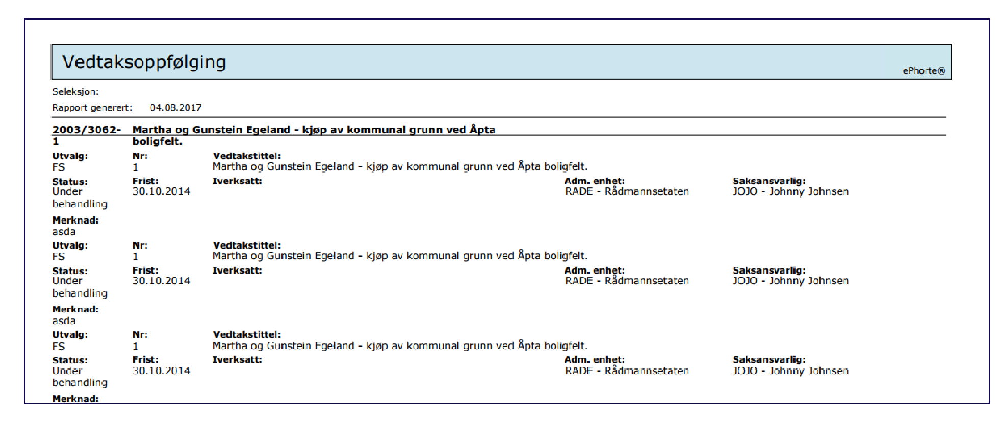 Vedtaksoppfølging
ePhorte®
Seleksjon:
Rapport generert: 04.08.2017
2003/3062- Martha og Gunstein Egeland - kjøp av kommunal grunn ved Åpta
1 boligfelt.
Utvalg: Nr: Vedtakstittel:
FS 1 Martha og Gunstein Egeland - kjøp av kommunal grunn ved Åpta boligfelt.
Status: Frist: Iverksatt: Adm. enhet: Saksansvarlig:
Under 30.10.2014 RADE - Rådmannsetaten JOJO - Johnny Johnsen
behandling
Merknad:
asda
Utvalg: Nr: Vedtakstittel:
FS 1 Martha og Gunstein Egeland - kjøp av kommunal grunn ved Åpta boligfelt.
Status: Frist: Iverksatt: Adm. enhet: Saksansvarlig:
Under 30.10.2014 RADE - Rådmannsetaten JOJO - Johnny Johnsen
behandling
Merknad:
asda
Utvalg: Nr: Vedtakstittel:
FS 1 Martha og Gunstein Egeland - kjøp av kommunal grunn ved Åpta boligfelt.
Status: Frist: Iverksatt: Adm. enhet: Saksansvarlig:
Under 30.10.2014 RADE - Rådmannsetaten JOJO - Johnny Johnsen
behandling
Merknad: